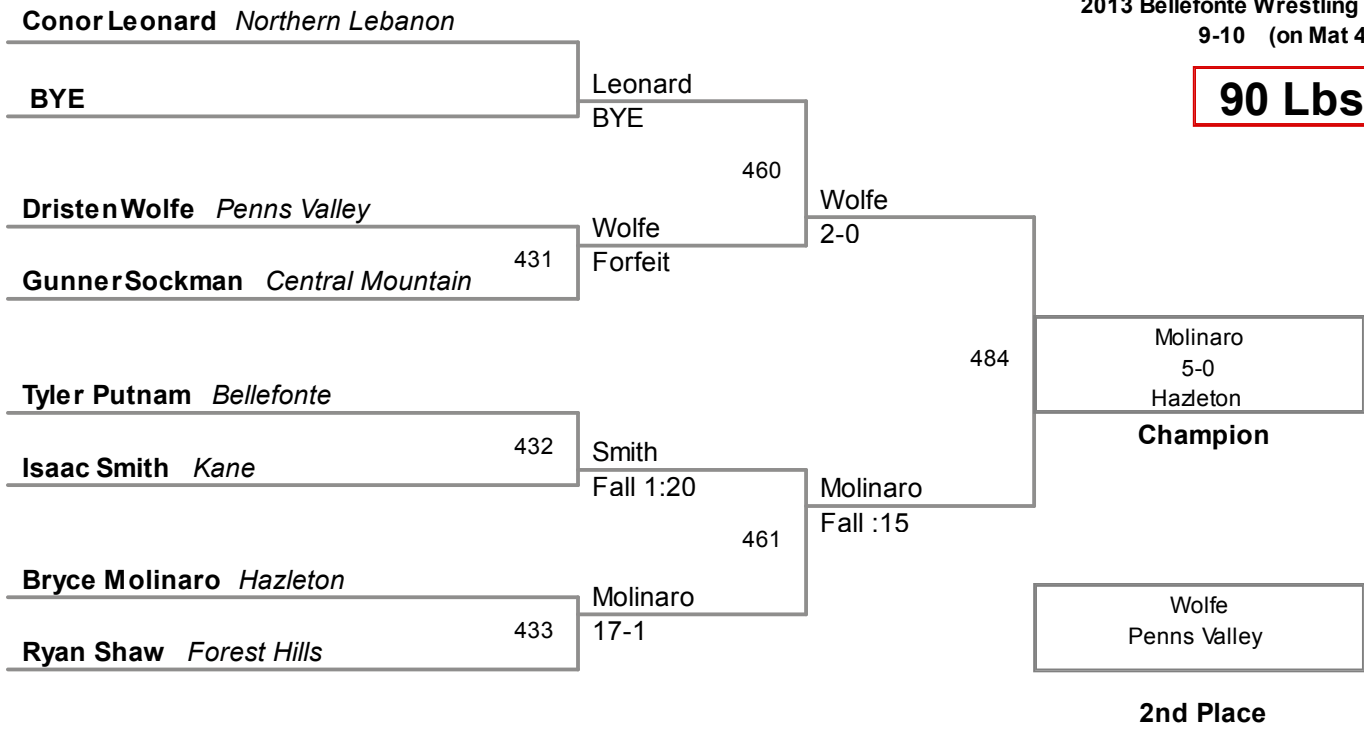 2013 Bellefonte Wrestling
Conor Leonard Northern Lebanon
9-10 (on Mat 4
90 Lbs
Leonard
BYE
BYE
460
Dristen Wolfe Penns Valley
Wolfe
Wolfe
2-0
431
Forfeit
Gunner Sockman Central Mountain
484
Molinaro
5-0
Hazleton
Champion
Tyler Putnam Bellefonte
432
Smith
Isaac Smith Kane
Fall 1:20
Molinaro
Fall :15
461
Bryce Molinaro Hazleton
Molinaro
433
17-1
Ryan Shaw Forest Hills
Wolfe
Penns Valley
2nd Place